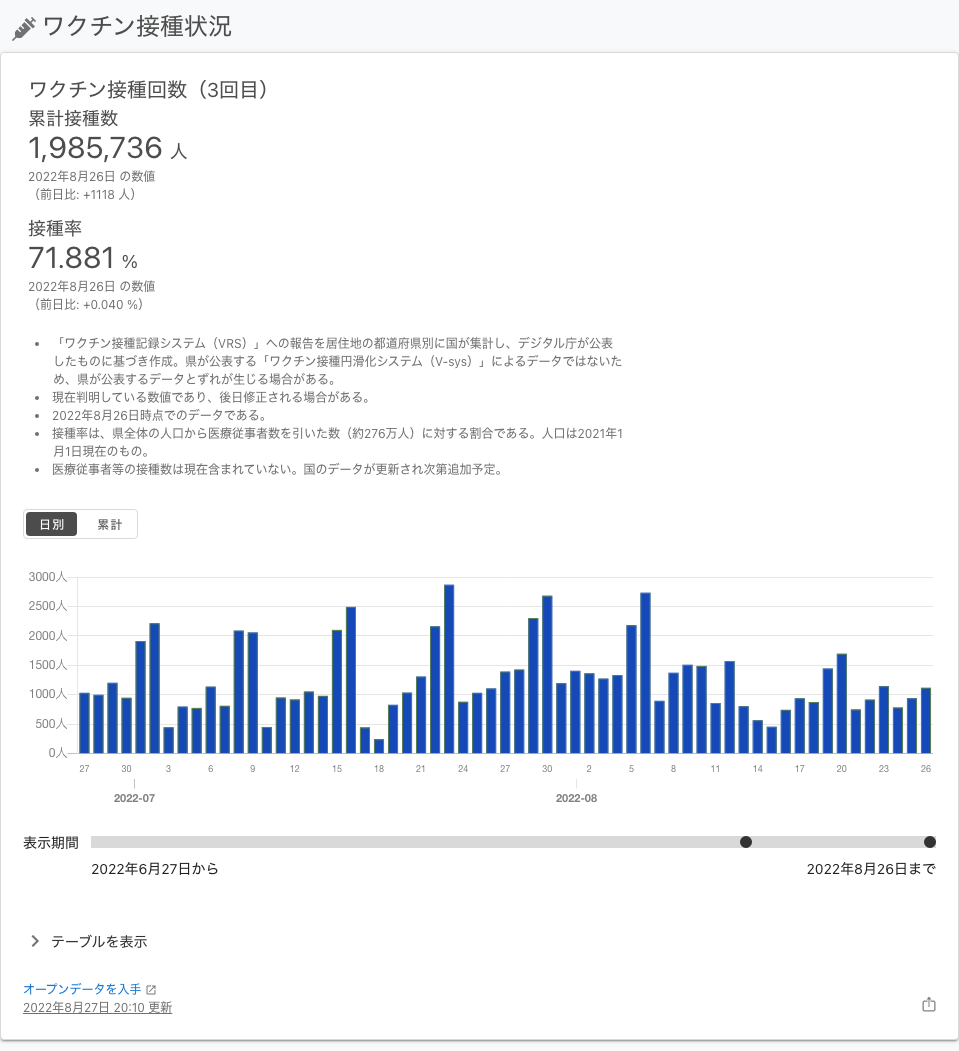 ワクチン接種状況
ワクチン接種回数（3回目）
累計接種数
1,985,736 人
2022年8月26日 の数値
（前日比: +1118 人）
接種率
71.881 %
2022年8月26日 の数値
（前日比: +0.040 %）
• 「ワクチン接種記録システム（VRS）」への報告を居住地の都道府県別に国が集計し、デジタル庁が公表
したものに基づき作成。県が公表する「ワクチン接種円滑化システム（V-sys）」によるデータではないた
め、県が公表するデータとずれが生じる場合がある。
• 現在判明している数値であり、後日修正される場合がある。
• 2022年8月26日時点でのデータである。
• 接種率は、県全体の人口から医療従事者数を引いた数（約276万人）に対する割合である。人口は2021年1
月1日現在のもの。
• 医療従事者等の接種数は現在含まれていない。国のデータが更新され次第追加予定。
日別 累計
3000人
2500人
2000人
1500人
1000人
500人
0人
27 30 3 6 9 12 15 18 21 24 27 30 2 5 8 11 14 17 20 23 26
2022-07 2022-08
表示期間
2022年6月27日から 2022年8月26日まで
テーブルを表示
オープンデータを入手
2022年8月27日 20:10 更新